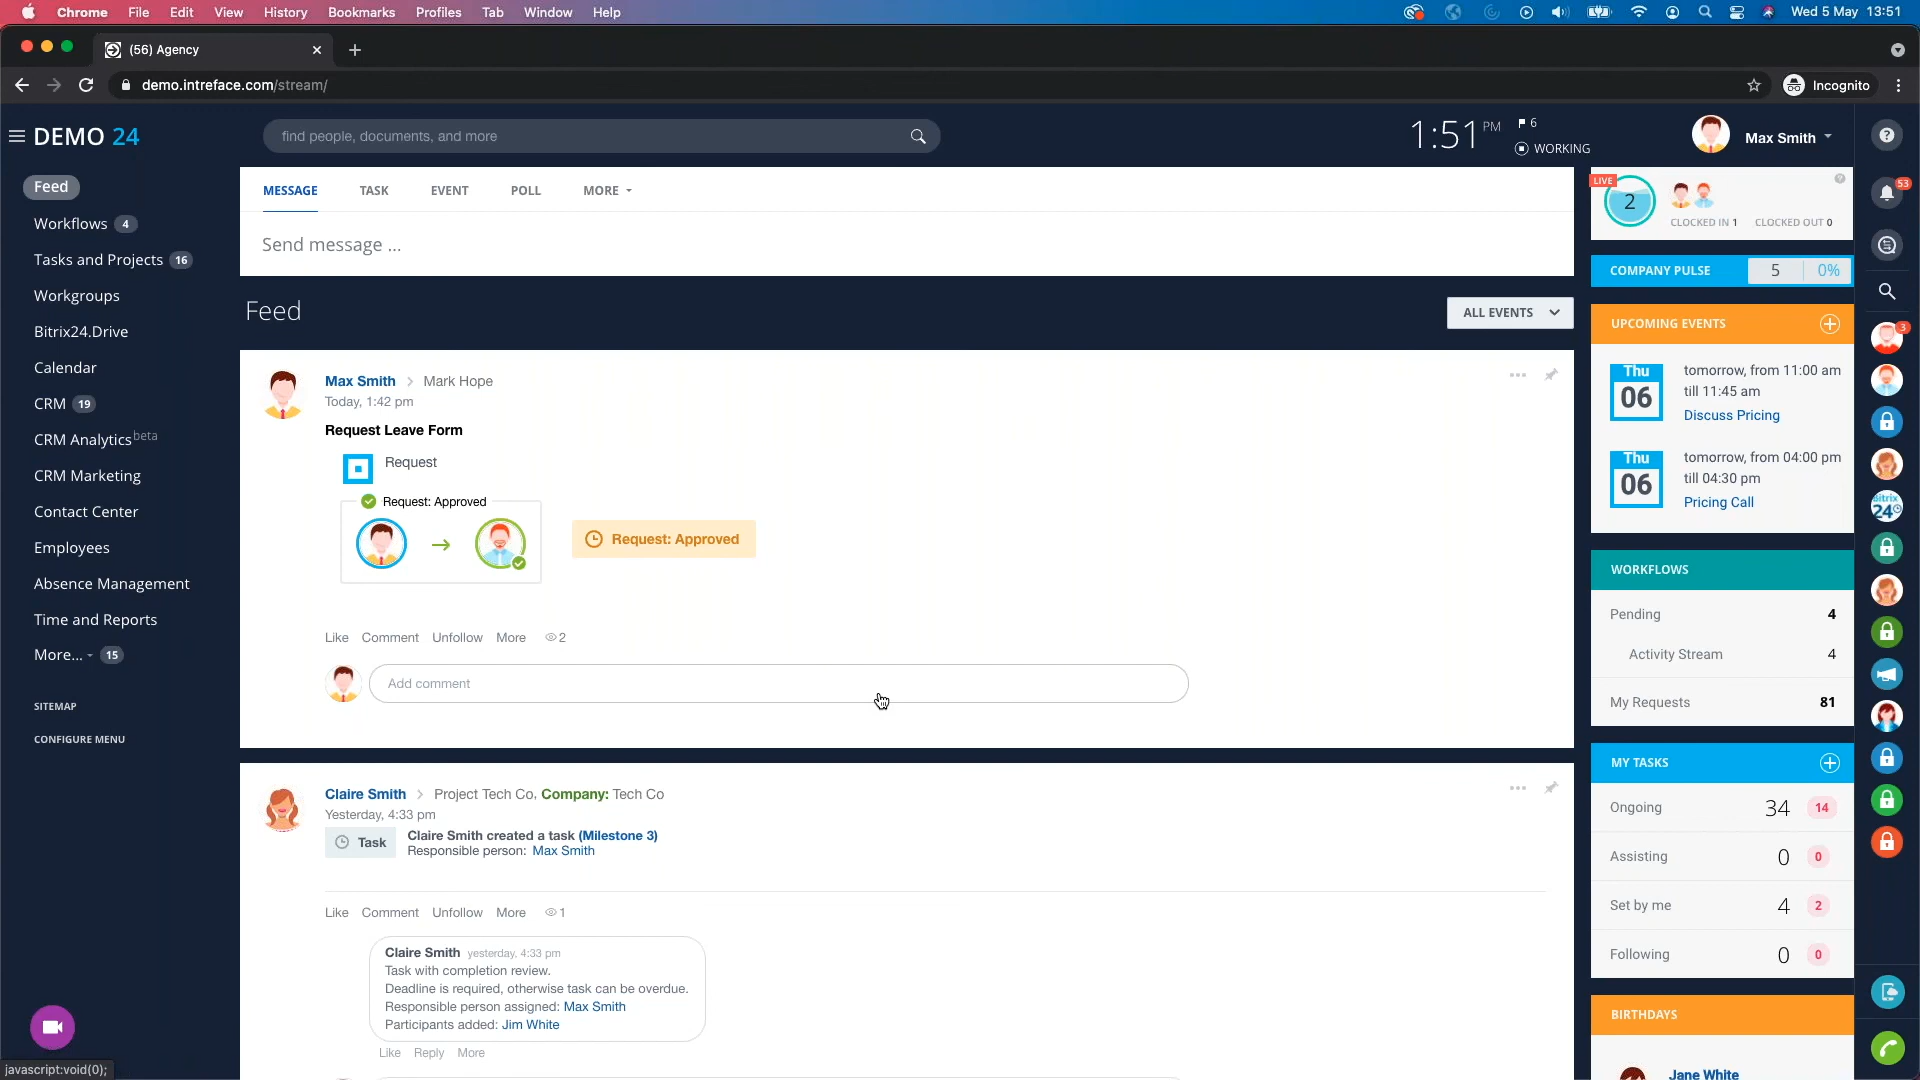 Chrome File Edit View History Bookmarks Profiles Tab Window Help Wed 5 May 13:51
(56) Agency
demo.intreface.com/stream/ Incognito
DEMO 24
find people, documents, and more
1:51 PM 6
WORKING
Max Smith
Feed
Workflows 4
Tasks and Projects 16
Workgroups
Bitrix24.Drive
Calendar
CRM 19
CRM Analytics beta
CRM Marketing
Contact Center
Employees
Absence Management
Time and Reports
More... 15
SITEMAP
CONFIGURE MENU
javascript:void(0);
MESSAGE TASK EVENT POLL MORE
Send message ...
Feed
ALL EVENTS
Max Smith > Mark Hope
Today, 1:42 pm
Request Leave Form
Request
Request: Approved
Request: Approved
Like Comment Unfollow More 2
Add comment
Claire Smith > Project Tech Co, Company: Tech Co
Yesterday, 4:33 pm
Task
Claire Smith created a task (Milestone 3)
Responsible person: Max Smith
Like Comment Unfollow More 1
Claire Smith yesterday, 4:33 pm
Task with completion review.
Deadline is required, otherwise task can be overdue.
Responsible person assigned: Max Smith
Participants added: Jim White
Like Reply More
LIVE
2
CLOCKED IN 1 CLOCKED OUT 0
COMPANY PULSE 5 0%
UPCOMING EVENTS
Thu
06
tomorrow, from 11:00 am
till 11:45 am
Discuss Pricing
Thu
06
tomorrow, from 04:00 pm
till 04:30 pm
Pricing Call
WORKFLOWS
Pending 4
Activity Stream 4
My Requests 81
MY TASKS
Ongoing 34 14
Assisting 0 0
Set by me 4 2
Following 0 0
BIRTHDAYS
Jane White
?
53
3
Bitrix
24